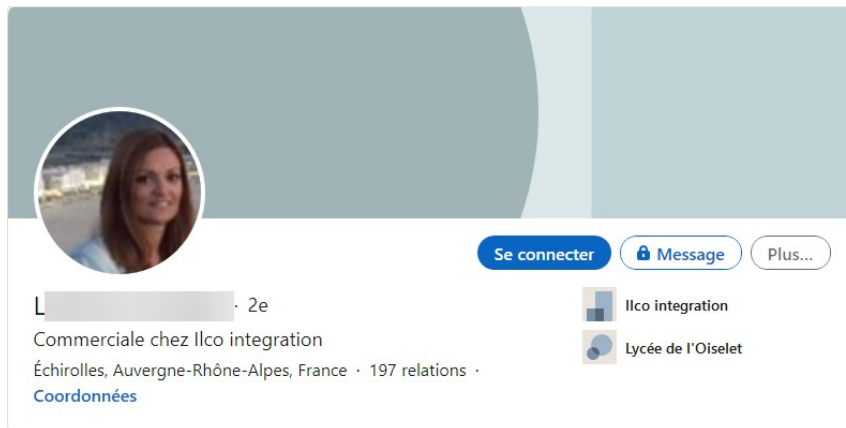 Se connecter
Message
Plus...
L · 2e
Ilco integration
Commerciale chez Ilco integration
Lycée de l'Oiselet
Échirolles, Auvergne-Rhône-Alpes, France · 197 relations ·
Coordonnées